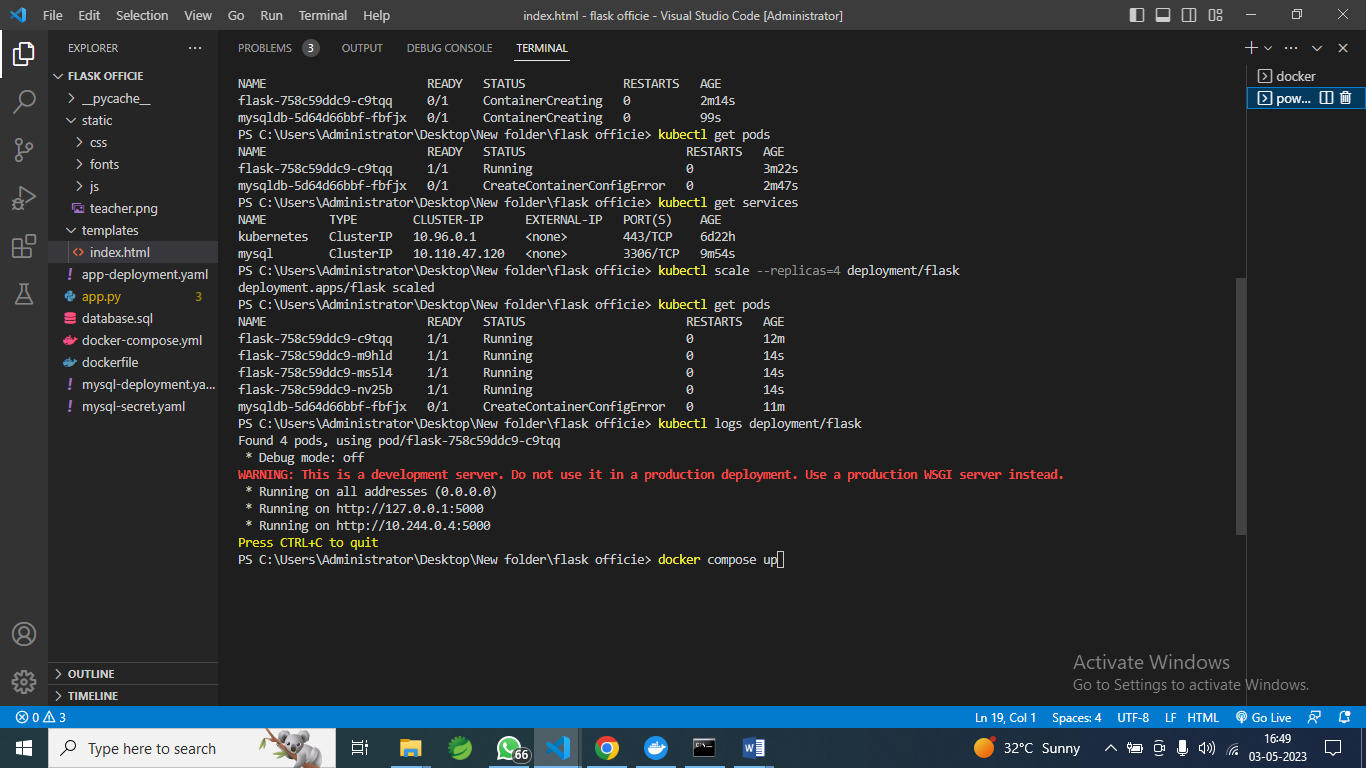 File Edit Selection View Go Run Terminal Help
index.html - flask officie - Visual Studio Code [Administrator]
EXPLORER
FLASK OFFICIE
__pycache__
static
css
fonts
js
teacher.png
templates
index.html
app-deployment.yaml
app.py 3
database.sql
docker-compose.yml
dockerfile
mysql-deployment.ya...
mysql-secret.yaml
OUTLINE
TIMELINE
PROBLEMS 3 OUTPUT DEBUG CONSOLE TERMINAL
NAME READY STATUS RESTARTS AGE
flask-758c59ddc9-c9tqq 0/1 ContainerCreating 0 2m14s
mysqldb-5d64d66bbf-fbfjx 0/1 ContainerCreating 0 99s
PS C:\Users\Administrator\Desktop\New folder\flask officie> kubectl get pods
NAME READY STATUS RESTARTS AGE
flask-758c59ddc9-c9tqq 1/1 Running 0 3m22s
mysqldb-5d64d66bbf-fbfjx 0/1 CreateContainerConfigError 0 2m47s
PS C:\Users\Administrator\Desktop\New folder\flask officie> kubectl get services
NAME TYPE CLUSTER-IP EXTERNAL-IP PORT(S) AGE
kubernetes ClusterIP 10.96.0.1 <none> 443/TCP 6d22h
mysql ClusterIP 10.110.47.120 <none> 3306/TCP 9m54s
PS C:\Users\Administrator\Desktop\New folder\flask officie> kubectl scale --replicas=4 deployment/flask
deployment.apps/flask scaled
PS C:\Users\Administrator\Desktop\New folder\flask officie> kubectl get pods
NAME READY STATUS RESTARTS AGE
flask-758c59ddc9-c9tqq 1/1 Running 0 12m
flask-758c59ddc9-m9hld 1/1 Running 0 14s
flask-758c59ddc9-ms5l4 1/1 Running 0 14s
flask-758c59ddc9-nv25b 1/1 Running 0 14s
mysqldb-5d64d66bbf-fbfjx 0/1 CreateContainerConfigError 0 11m
PS C:\Users\Administrator\Desktop\New folder\flask officie> kubectl logs deployment/flask
Found 4 pods, using pod/flask-758c59ddc9-c9tqq
* Debug mode: off
WARNING: This is a development server. Do not use it in a production deployment. Use a production WSGI server instead.
* Running on all addresses (0.0.0.0)
* Running on http://127.0.0.1:5000
* Running on http://10.244.0.4:5000
Press CTRL+C to quit
PS C:\Users\Administrator\Desktop\New folder\flask officie> docker compose up
docker
pow...
Activate Windows
Go to Settings to activate Windows.
0 3
Ln 19, Col 1 Spaces: 4 UTF-8 LF HTML Go Live
Type here to search
66
32°C Sunny
16:49
03-05-2023